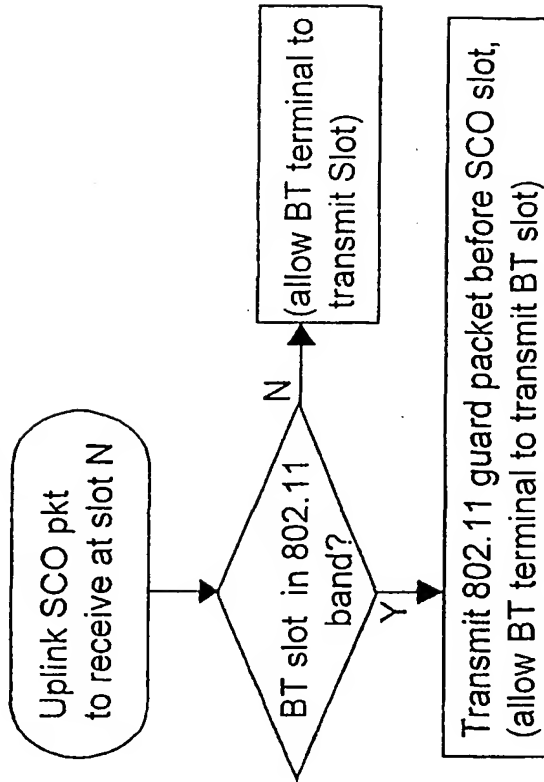 Uplink SCO pkt
to receive at slot N
BT slot in 802.11
band?
N
(allow BT terminal to
transmit Slot)
Y
Transmit 802.11 guard packet before SCO slot,
(allow BT terminal to transmit BT slot)